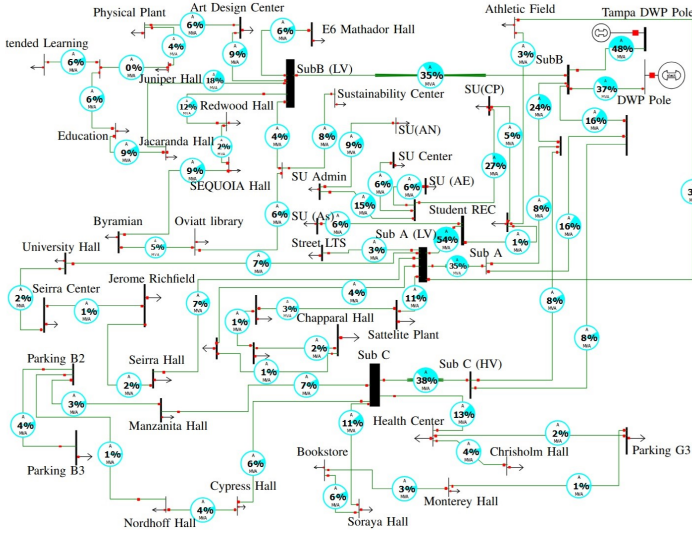 Physical Plant
Art Design Center
Athletic Field
Tampa DWP Pole
tended Learning
E6 Mathador Hall
SubB
Juniper Hall
SubB (LV)
DWP Pole
Redwood Hall
Sustainability Center
SU(CP)
Education
Jacaranda Hall
SU(AN)
SEQUOIA Hall
SU Admin
SU Center
SU (AE)
Byramian
Oviatt library
SU (As)
Student REC
University Hall
Street LTS
Sub A (LV)
Sub A
Seirra Center
Jerome Richfield
Chapparal Hall
Sattelite Plant
Parking B2
Seirra Hall
Sub C
Sub C (HV)
Manzanita Hall
Health Center
Parking B3
Bookstore
Chrisholm Hall
Parking G3
Cypress Hall
Monterey Hall
Nordhoff Hall
Soraya Hall
6%
6%
48%
6%
4%
9%
3%
0%
18%
35%
37%
6%
12%
24%
16%
9%
2%
4%
8%
9%
5%
9%
27%
6%
6%
15%
8%
6%
6%
16%
5%
54%
1%
7%
3%
35%
2%
7%
4%
11%
8%
1%
1%
3%
2%
8%
2%
1%
7%
38%
3%
13%
4%
11%
2%
1%
4%
6%
3%
1%
4%
6%